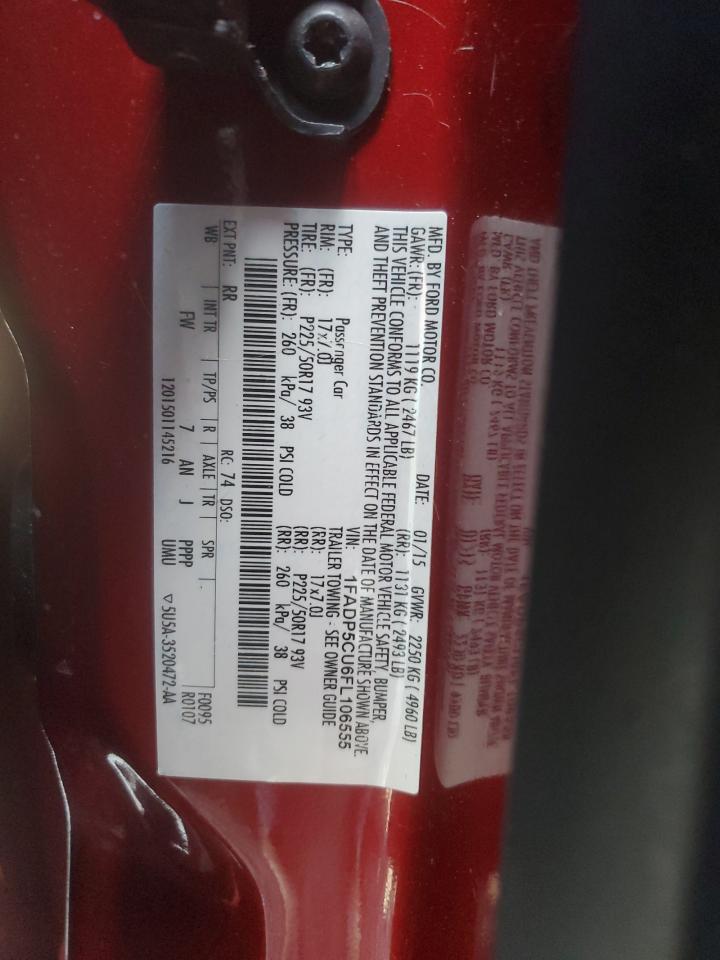 MFD. BY FORD MOTOR CO. DATE: 01/15 GVWR: 2250 KG ( 4960 LB)
GAWR: (FR): 1119 KG ( 2467 LB) (RR): 1131 KG ( 2493 LB)
THIS VEHICLE CONFORMS TO ALL APPLICABLE FEDERAL MOTOR VEHICLE SAFETY, BUMPER,
AND THEFT PREVENTION STANDARDS IN EFFECT ON THE DATE OF MANUFACTURE SHOWN ABOVE.
VIN: 1FADP5CU6FL106555
TYPE: Passenger Car TRAILER TOWING - SEE OWNER GUIDE
RIM: (FR): 17x7.0J (RR): 17x7.0J
TIRE: (FR): P225/50R17 93V (RR): P225/50R17 93V
PRESSURE: (FR): 260 kPa/ 38 PSI COLD (RR): 260 kPa/ 38 PSI COLD
EXT PNT: RR RC: 74 DSO: F0095
WB INT TR TP/PS R AXLE TR SPR R0107
FW 7 AN J PPPP
UMU
1201501145216 ▽5U5A-3520472-AA